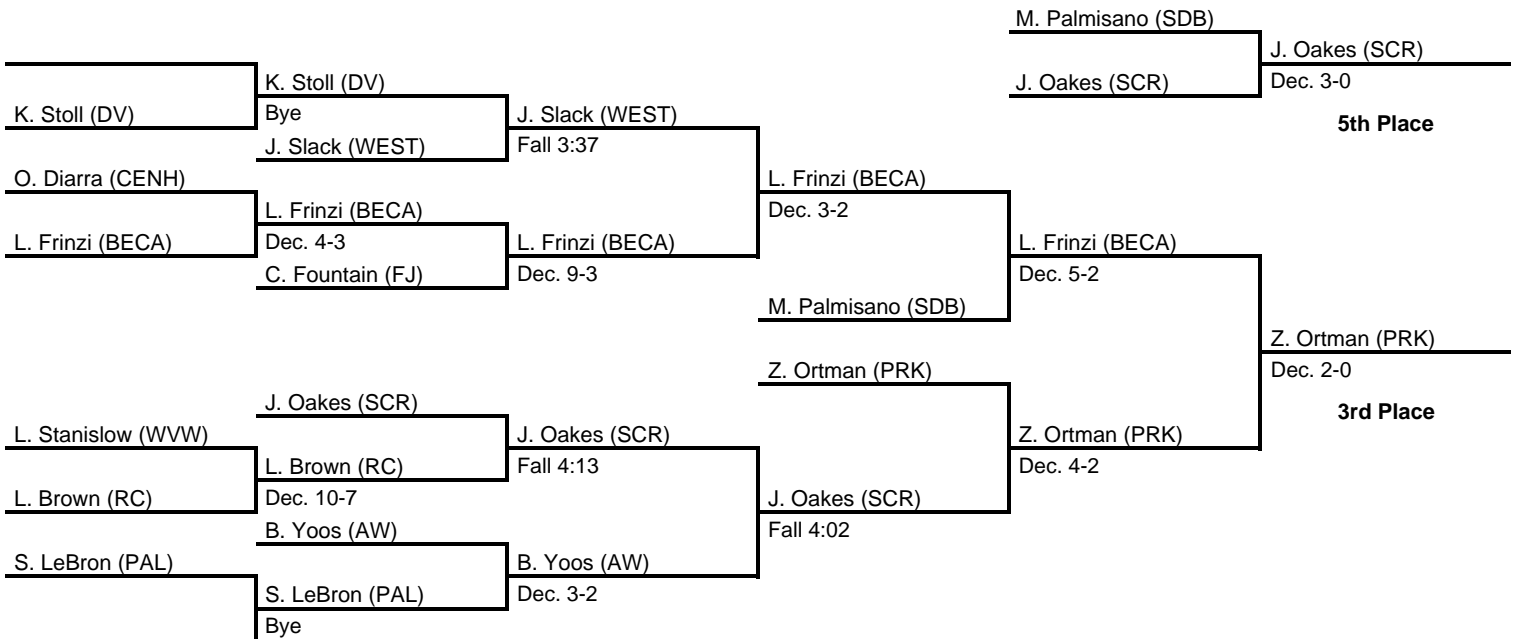 M. Palmisano (SDB)
J. Oakes (SCR)
K. Stoll (DV)
J. Oakes (SCR)
Dec. 3-0
K. Stoll (DV)
Bye
J. Slack (WEST)
5th Place
J. Slack (WEST)
Fall 3:37
O. Diarra (CENH)
L. Frinzi (BECA)
L. Frinzi (BECA)
Dec. 3-2
L. Frinzi (BECA)
Dec. 4-3
L. Frinzi (BECA)
L. Frinzi (BECA)
C. Fountain (FJ)
Dec. 9-3
Dec. 5-2
M. Palmisano (SDB)
Z. Ortman (PRK)
Z. Ortman (PRK)
Dec. 2-0
J. Oakes (SCR)
3rd Place
L. Stanislow (WVW)
J. Oakes (SCR)
Z. Ortman (PRK)
L. Brown (RC)
Fall 4:13
Dec. 4-2
L. Brown (RC)
Dec. 10-7
J. Oakes (SCR)
B. Yoos (AW)
Fall 4:02
S. LeBron (PAL)
B. Yoos (AW)
S. LeBron (PAL)
Dec. 3-2
Bye